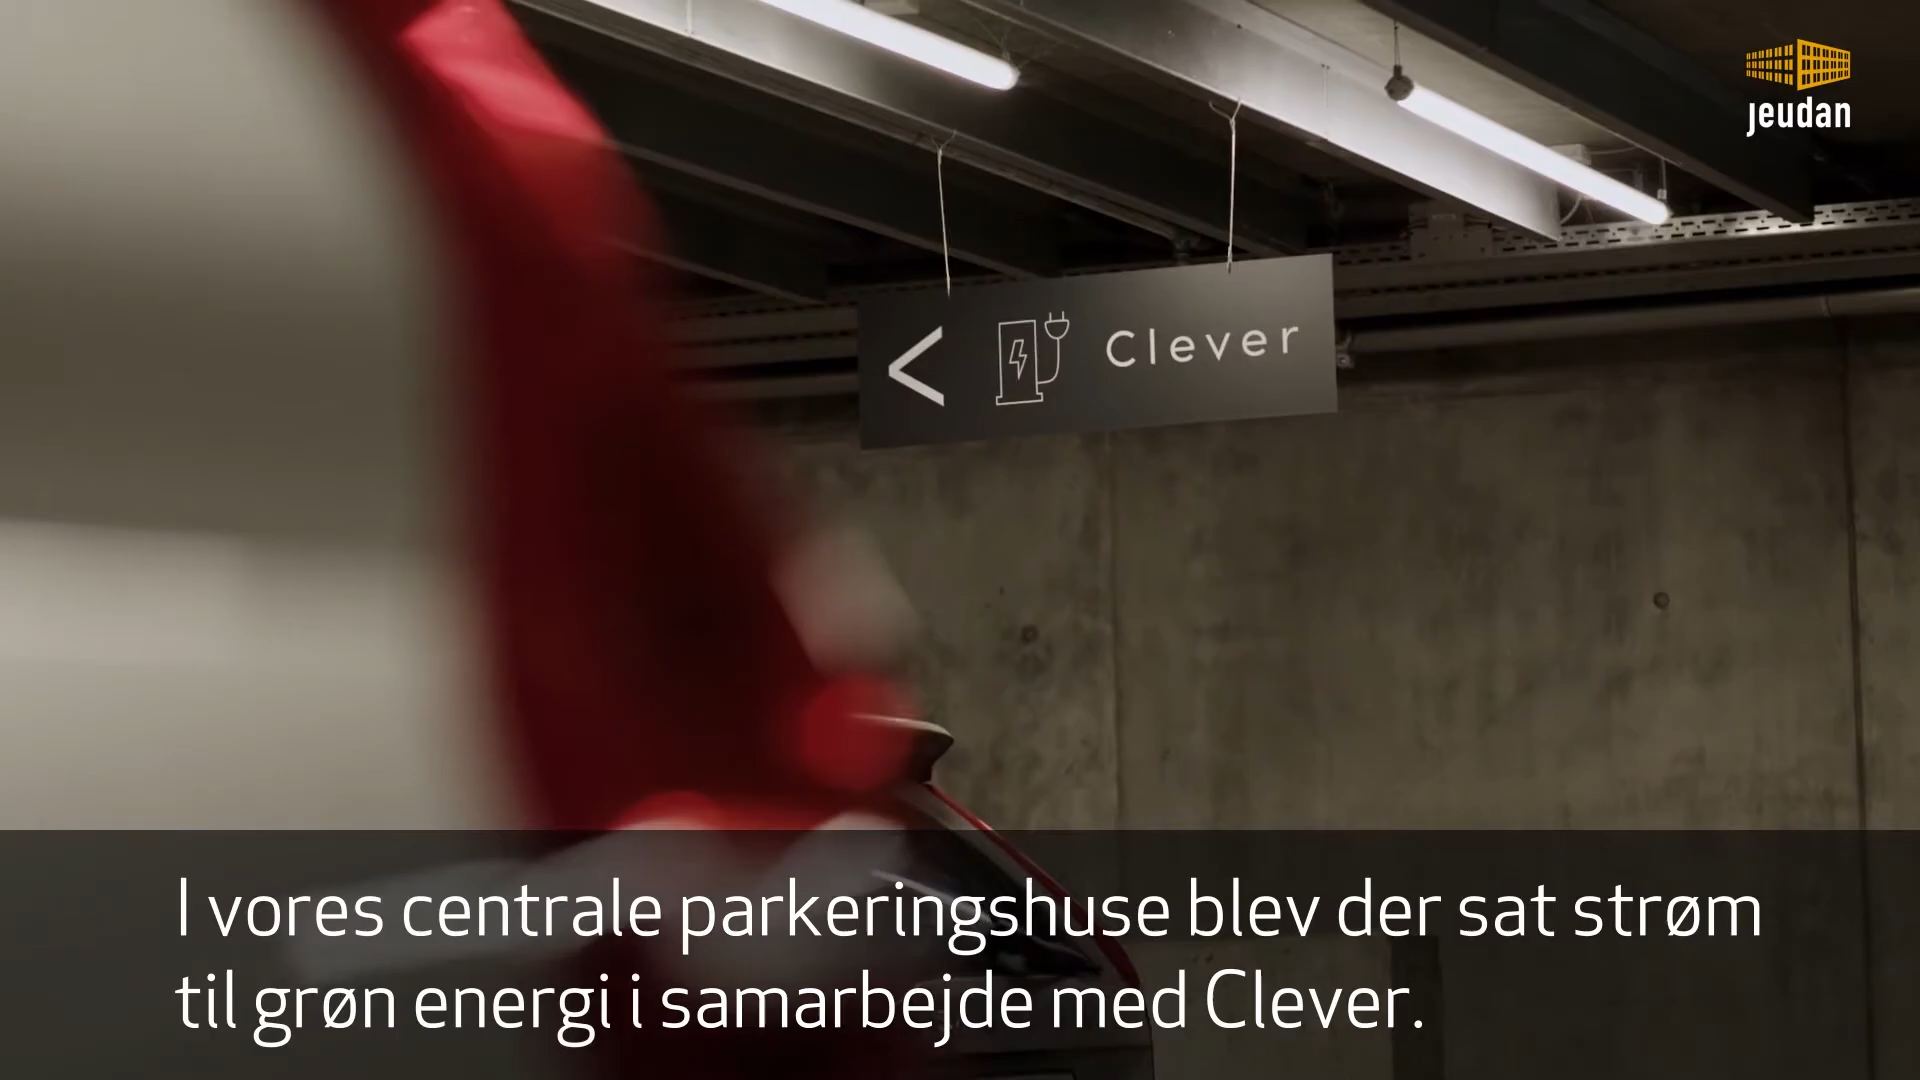 jeudan
< Clever
I vores centrale parkeringshuse blev der sat strøm
til grøn energi i samarbejde med Clever.